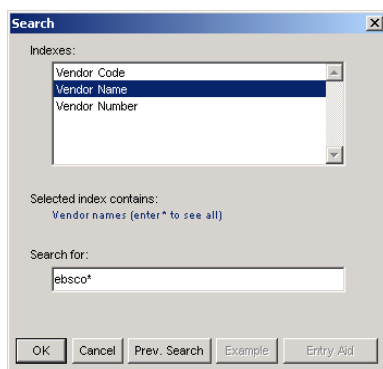 Search
Indexes:
Vendor Code
Vendor Name
Vendor Number
Selected index contains:
Vendor names (enter* to see all)
Search for:
ebsco*
OK Cancel Prev. Search Example Entry Aid